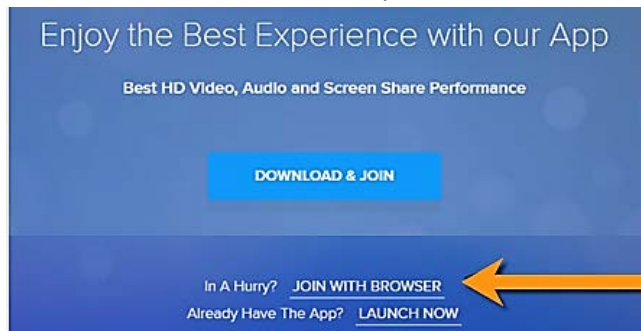 Enjoy the Best Experience with our App
Best HD Video, Audio and Screen Share Performance
DOWNLOAD & JOIN
In A Hurry? JOIN WITH BROWSER
Already Have The App? LAUNCH NOW